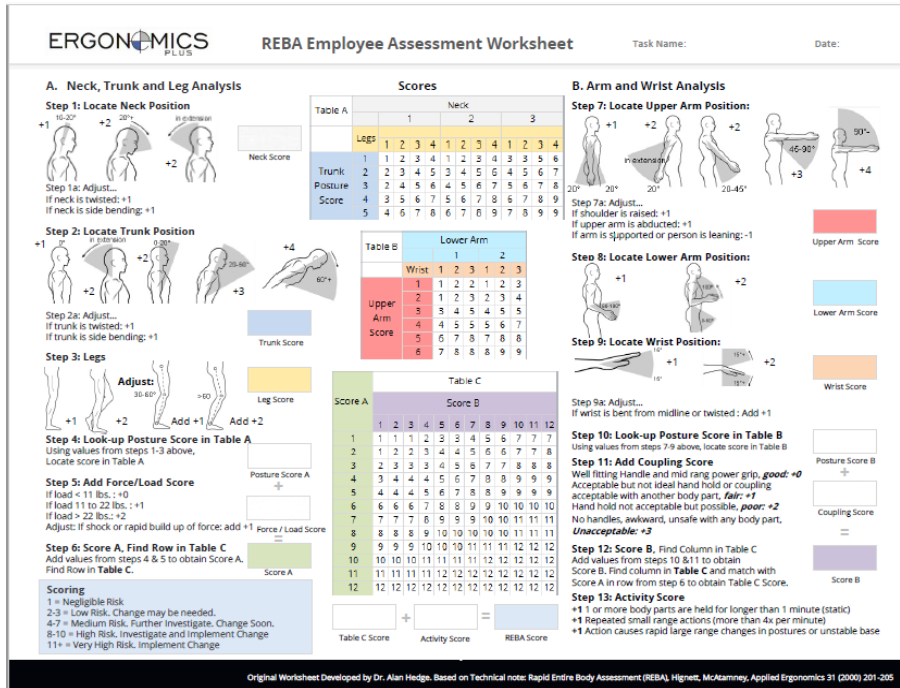 ERGONOMICS
PLUS
REBA Employee Assessment Worksheet
Task Name:
Date:
A. Neck, Trunk and Leg Analysis
Step 1: Locate Neck Position
+1 10-20° +2 20°+ in extension +2
Neck Score
Step 1a: Adjust...
If neck is twisted: +1
If neck is side bending: +1
Step 2: Locate Trunk Position
+1 0° in extension +2 0-20° +2 20-60° +3 +4 60°+
Step 2a: Adjust...
If trunk is twisted: +1
If trunk is side bending: +1
Trunk Score
Step 3: Legs
Adjust:
30-60° >60
+1 +2 Add +1 Add +2
Leg Score
Step 4: Look-up Posture Score in Table A
Using values from steps 1-3 above,
Locate score in Table A
Posture Score A
+
Step 5: Add Force/Load Score
If load < 11 lbs. : +0
If load 11 to 22 lbs. : +1
If load > 22 lbs.: +2
Adjust: If shock or rapid build up of force: add +1
Force / Load Score
=
Step 6: Score A, Find Row in Table C
Add values from steps 4 & 5 to obtain Score A.
Find Row in Table C.
Score A
Scoring
1 = Negligible Risk
2-3 = Low Risk. Change may be needed.
4-7 = Medium Risk. Further Investigate. Change Soon.
8-10 = High Risk. Investigate and Implement Change
11+ = Very High Risk. Implement Change
Scores
Table A Neck
1 2 3
Legs 1 2 3 4 1 2 3 4 1 2 3 4
Trunk Posture Score
1 1 2 3 4 1 2 3 4 3 3 5 6
2 2 3 4 5 3 4 5 6 4 5 6 7
3 2 4 5 6 4 5 6 7 5 6 7 8
4 3 5 6 7 5 6 7 8 6 7 8 9
5 4 6 7 8 6 7 8 9 7 8 9 9
Table B Lower Arm
1 2
Wrist 1 2 3 1 2 3
Upper Arm Score
1 1 2 2 1 2 3
2 1 2 3 2 3 4
3 3 4 5 4 5 5
4 4 5 5 5 6 7
5 6 7 8 7 8 8
6 7 8 8 8 9 9
Table C
Score A Score B
1 2 3 4 5 6 7 8 9 10 11 12
1 1 1 1 2 3 3 4 5 6 7 7 7
2 1 2 2 3 4 4 5 6 6 7 7 8
3 2 3 3 3 4 5 6 7 7 8 8 8
4 3 4 4 4 5 6 7 8 8 9 9 9
5 4 4 4 5 6 7 8 8 9 9 9 9
6 6 6 6 7 8 8 9 9 10 10 10 10
7 7 7 7 8 9 9 9 10 10 11 11 11
8 8 8 8 9 10 10 10 10 10 11 11 11
9 9 9 9 10 10 10 11 11 11 12 12 12
10 10 10 10 11 11 11 11 12 12 12 12 12
11 11 11 11 11 12 12 12 12 12 12 12 12
12 12 12 12 12 12 12 12 12 12 12 12 12
+ =
Table C Score Activity Score REBA Score
B. Arm and Wrist Analysis
Step 7: Locate Upper Arm Position:
+1 +2 +2 +3 +4
20° 20° in extension 20° 20-45° 45-90° 90°+
Step 7a: Adjust...
If shoulder is raised: +1
If upper arm is abducted: +1
If arm is supported or person is leaning: -1
Upper Arm Score
Step 8: Locate Lower Arm Position:
+1 +2
Lower Arm Score
Step 9: Locate Wrist Position:
15° 15° +1 15°+ 15°+ +2
Wrist Score
Step 9a: Adjust...
If wrist is bent from midline or twisted : Add +1
Step 10: Look-up Posture Score in Table B
Using values from steps 7-9 above, locate score in Table B
Posture Score B
+
Step 11: Add Coupling Score
Well fitting Handle and mid rang power grip, good: +0
Acceptable but not ideal hand hold or coupling
acceptable with another body part, fair: +1
Hand hold not acceptable but possible, poor: +2
No handles, awkward, unsafe with any body part,
Unacceptable: +3
Coupling Score
=
Step 12: Score B, Find Column in Table C
Add values from steps 10 &11 to obtain
Score B. Find column in Table C and match with
Score A in row from step 6 to obtain Table C Score.
Score B
Step 13: Activity Score
+1 1 or more body parts are held for longer than 1 minute (static)
+1 Repeated small range actions (more than 4x per minute)
+1 Action causes rapid large range changes in postures or unstable base
Original Worksheet Developed by Dr. Alan Hedge. Based on Technical note: Rapid Entire Body Assessment (REBA), Hignett, McAtamney, Applied Ergonomics 31 (2000) 201-205